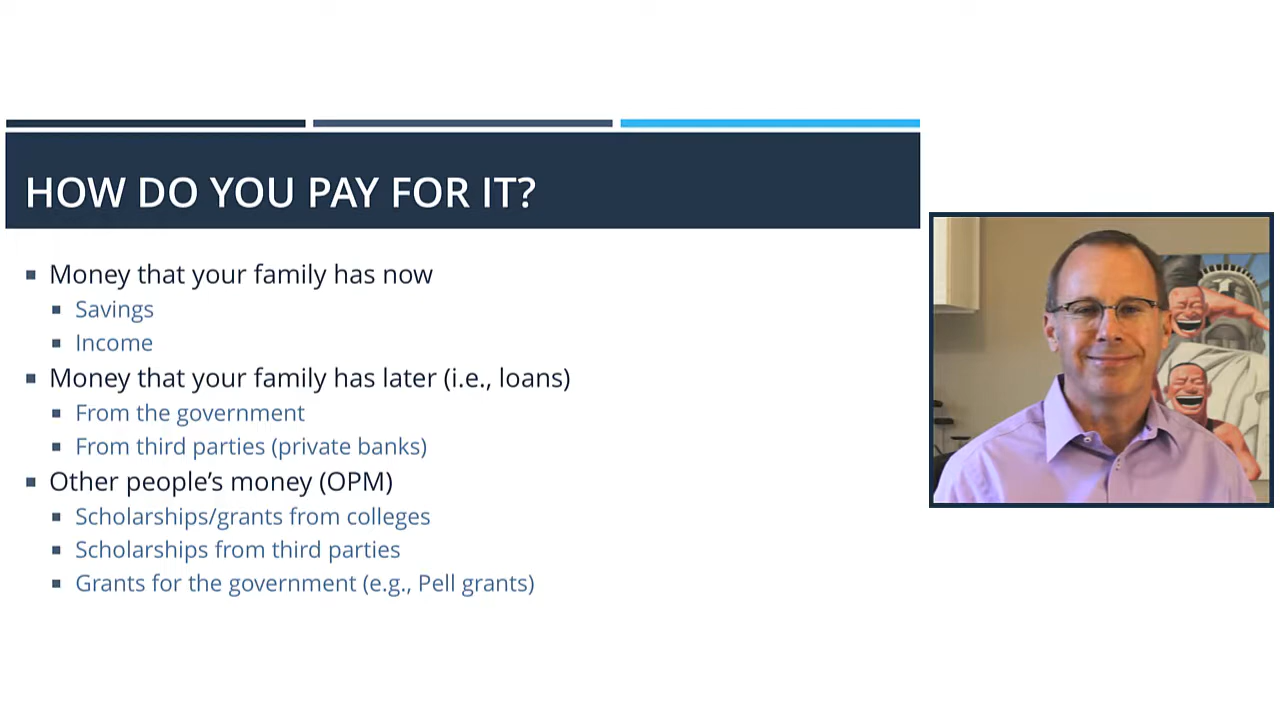 HOW DO YOU PAY FOR IT?
Money that your family has now
Savings
Income
Money that your family has later (i.e., loans)
From the government
From third parties (private banks)
Other people’s money (OPM)
Scholarships/grants from colleges
Scholarships from third parties
Grants for the government (e.g., Pell grants)